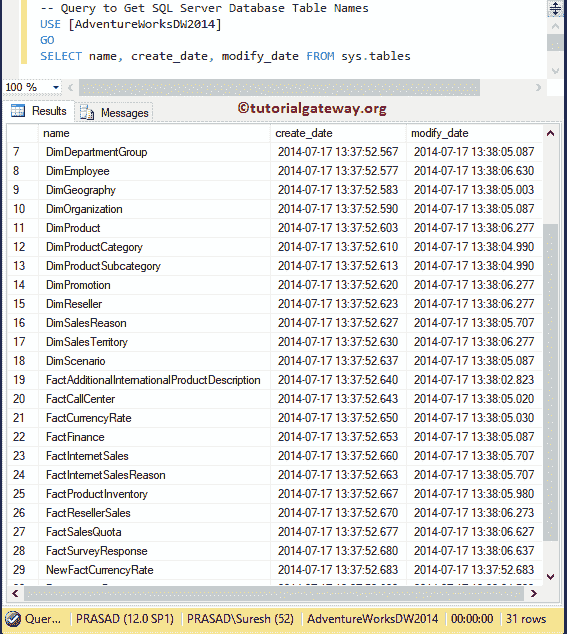 -- Query to Get SQL Server Database Table Names
USE [AdventureWorksDW2014]
GO
SELECT name, create_date, modify_date FROM sys.tables
100 %
Results Messages
©tutorialgateway.org
name create_date modify_date
7 DimDepartmentGroup 2014-07-17 13:37:52.567 2014-07-17 13:38:05.087
8 DimEmployee 2014-07-17 13:37:52.577 2014-07-17 13:38:06.630
9 DimGeography 2014-07-17 13:37:52.583 2014-07-17 13:38:05.003
10 DimOrganization 2014-07-17 13:37:52.590 2014-07-17 13:38:05.087
11 DimProduct 2014-07-17 13:37:52.603 2014-07-17 13:38:06.277
12 DimProductCategory 2014-07-17 13:37:52.610 2014-07-17 13:38:04.990
13 DimProductSubcategory 2014-07-17 13:37:52.613 2014-07-17 13:38:04.990
14 DimPromotion 2014-07-17 13:37:52.620 2014-07-17 13:38:06.277
15 DimReseller 2014-07-17 13:37:52.623 2014-07-17 13:38:06.277
16 DimSalesReason 2014-07-17 13:37:52.627 2014-07-17 13:38:05.707
17 DimSalesTerritory 2014-07-17 13:37:52.630 2014-07-17 13:38:06.277
18 DimScenario 2014-07-17 13:37:52.637 2014-07-17 13:38:05.087
19 FactAdditionalInternationalProductDescription 2014-07-17 13:37:52.640 2014-07-17 13:38:02.823
20 FactCallCenter 2014-07-17 13:37:52.643 2014-07-17 13:38:05.020
21 FactCurrencyRate 2014-07-17 13:37:52.650 2014-07-17 13:38:05.030
22 FactFinance 2014-07-17 13:37:52.653 2014-07-17 13:38:05.087
23 FactInternetSales 2014-07-17 13:37:52.660 2014-07-17 13:38:05.707
24 FactInternetSalesReason 2014-07-17 13:37:52.663 2014-07-17 13:38:05.707
25 FactProductInventory 2014-07-17 13:37:52.667 2014-07-17 13:38:05.980
26 FactResellerSales 2014-07-17 13:37:52.670 2014-07-17 13:38:06.273
27 FactSalesQuota 2014-07-17 13:37:52.677 2014-07-17 13:38:06.627
28 FactSurveyResponse 2014-07-17 13:37:52.680 2014-07-17 13:38:06.637
29 NewFactCurrencyRate 2014-07-17 13:37:52.683 2014-07-17 13:37:52.683
Quer... PRASAD (12.0 SP1) PRASAD\Suresh (52) AdventureWorksDW2014 00:00:00 31 rows